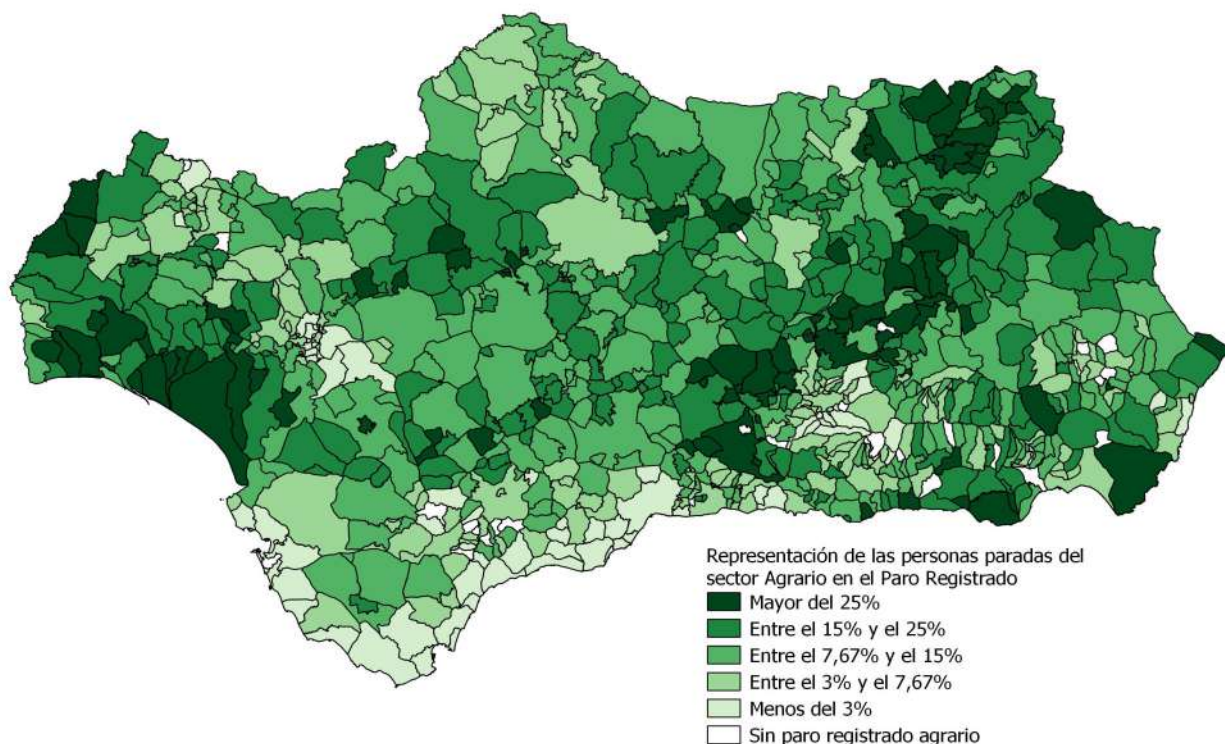 Representación de las personas paradas del
sector Agrario en el Paro Registrado
Mayor del 25%
Entre el 15% y el 25%
Entre el 7,67% y el 15%
Entre el 3% y el 7,67%
Menos del 3%
Sin paro registrado agrario